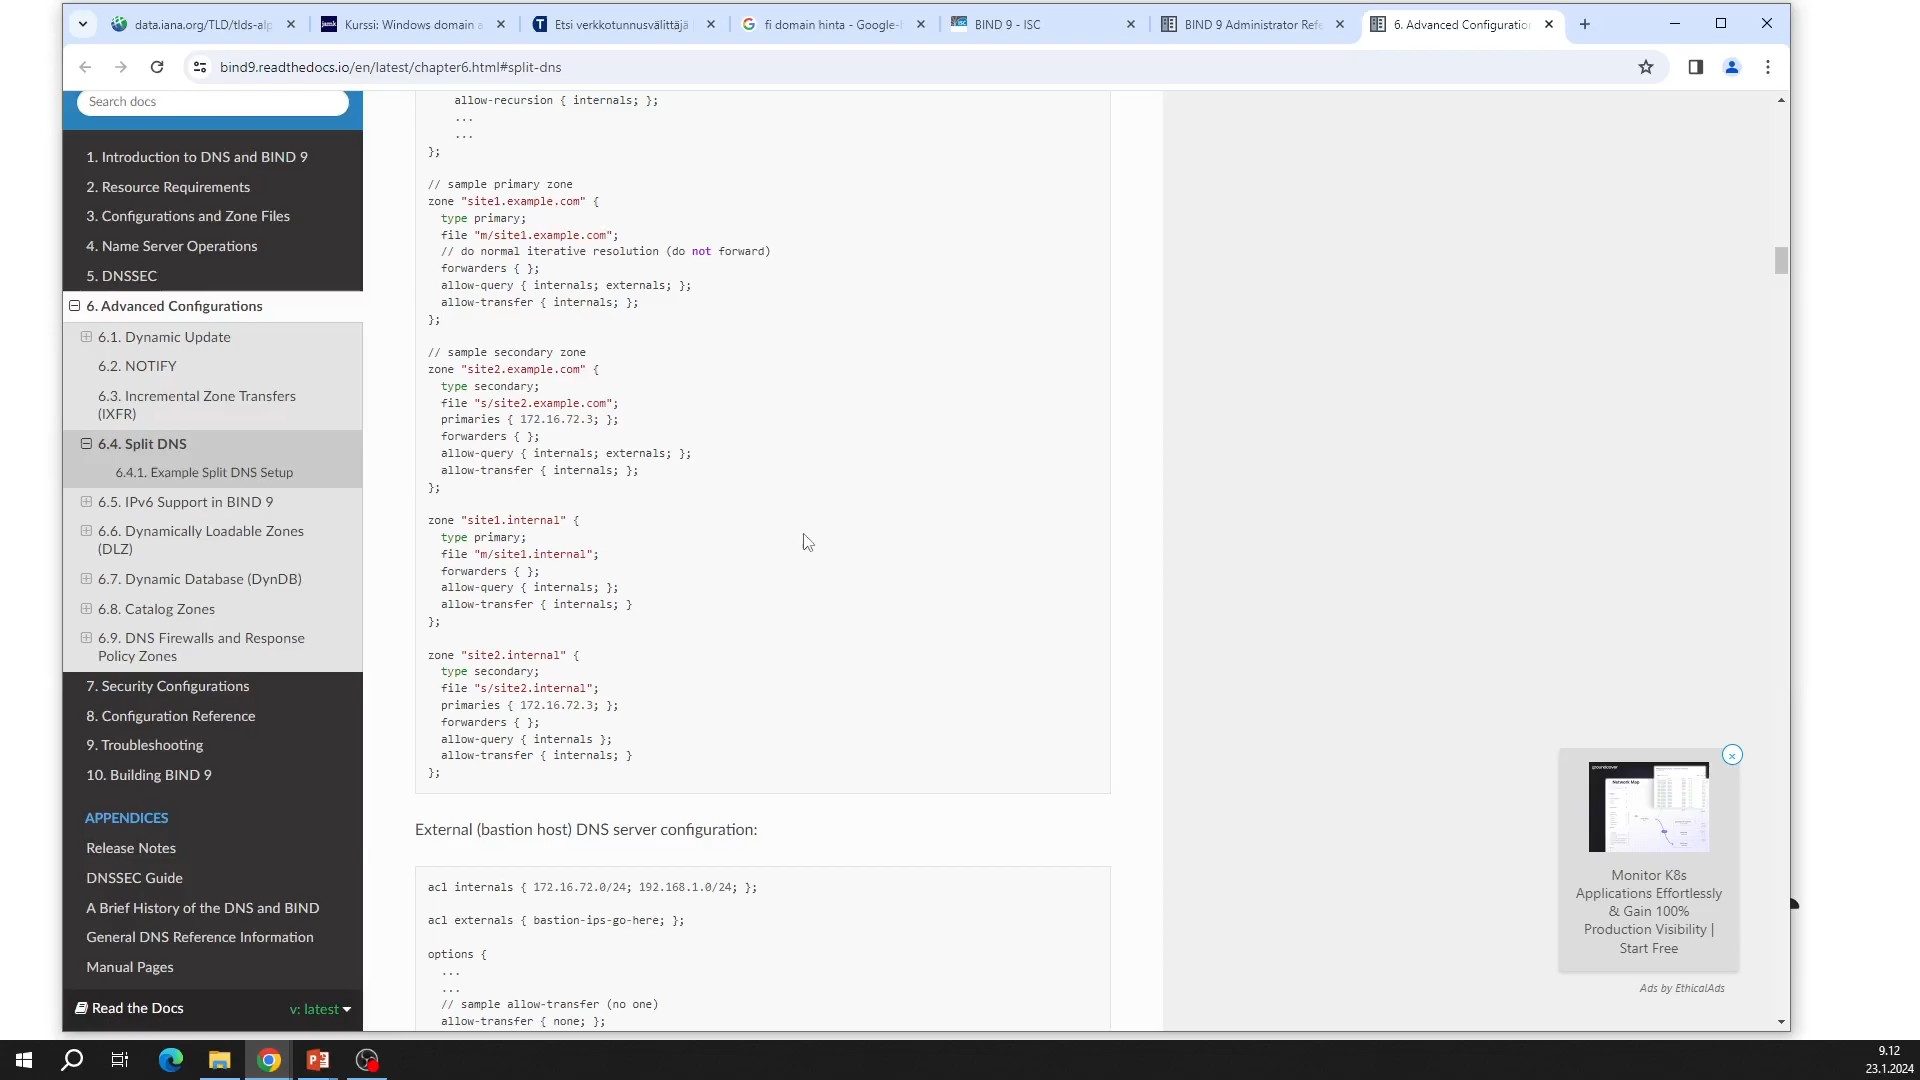 data.iana.org/TLD/tlds-alp
Kurssi: Windows domain a
Etsi verkkotunnusvälittäjä
fi domain hinta - Google-
BIND 9 - ISC
BIND 9 Administrator Refe
6. Advanced Configuration
bind9.readthedocs.io/en/latest/chapter6.html#split-dns
Search docs
1. Introduction to DNS and BIND 9
2. Resource Requirements
3. Configurations and Zone Files
4. Name Server Operations
5. DNSSEC
6. Advanced Configurations
6.1. Dynamic Update
6.2. NOTIFY
6.3. Incremental Zone Transfers
(IXFR)
6.4. Split DNS
6.4.1. Example Split DNS Setup
6.5. IPv6 Support in BIND 9
6.6. Dynamically Loadable Zones
(DLZ)
6.7. Dynamic Database (DynDB)
6.8. Catalog Zones
6.9. DNS Firewalls and Response
Policy Zones
7. Security Configurations
8. Configuration Reference
9. Troubleshooting
10. Building BIND 9
APPENDICES
Release Notes
DNSSEC Guide
A Brief History of the DNS and BIND
General DNS Reference Information
Manual Pages
Read the Docs
v: latest
allow-recursion { internals; };
...
...
};
// sample primary zone
zone "site1.example.com" {
type primary;
file "m/site1.example.com";
// do normal iterative resolution (do not forward)
forwarders { };
allow-query { internals; externals; };
allow-transfer { internals; };
};
// sample secondary zone
zone "site2.example.com" {
type secondary;
file "s/site2.example.com";
primaries { 172.16.72.3; };
forwarders { };
allow-query { internals; externals; };
allow-transfer { internals; };
};
zone "site1.internal" {
type primary;
file "m/site1.internal";
forwarders { };
allow-query { internals; };
allow-transfer { internals; }
};
zone "site2.internal" {
type secondary;
file "s/site2.internal";
primaries { 172.16.72.3; };
forwarders { };
allow-query { internals };
allow-transfer { internals; }
};
External (bastion host) DNS server configuration:
acl internals { 172.16.72.0/24; 192.168.1.0/24; };
acl externals { bastion-ips-go-here; };
options {
...
...
// sample allow-transfer (no one)
allow-transfer { none; };
groundcover
Network Map
Monitor K8s
Applications Effortlessly
& Gain 100%
Production Visibility |
Start Free
Ads by EthicalAds
9.12
23.1.2024